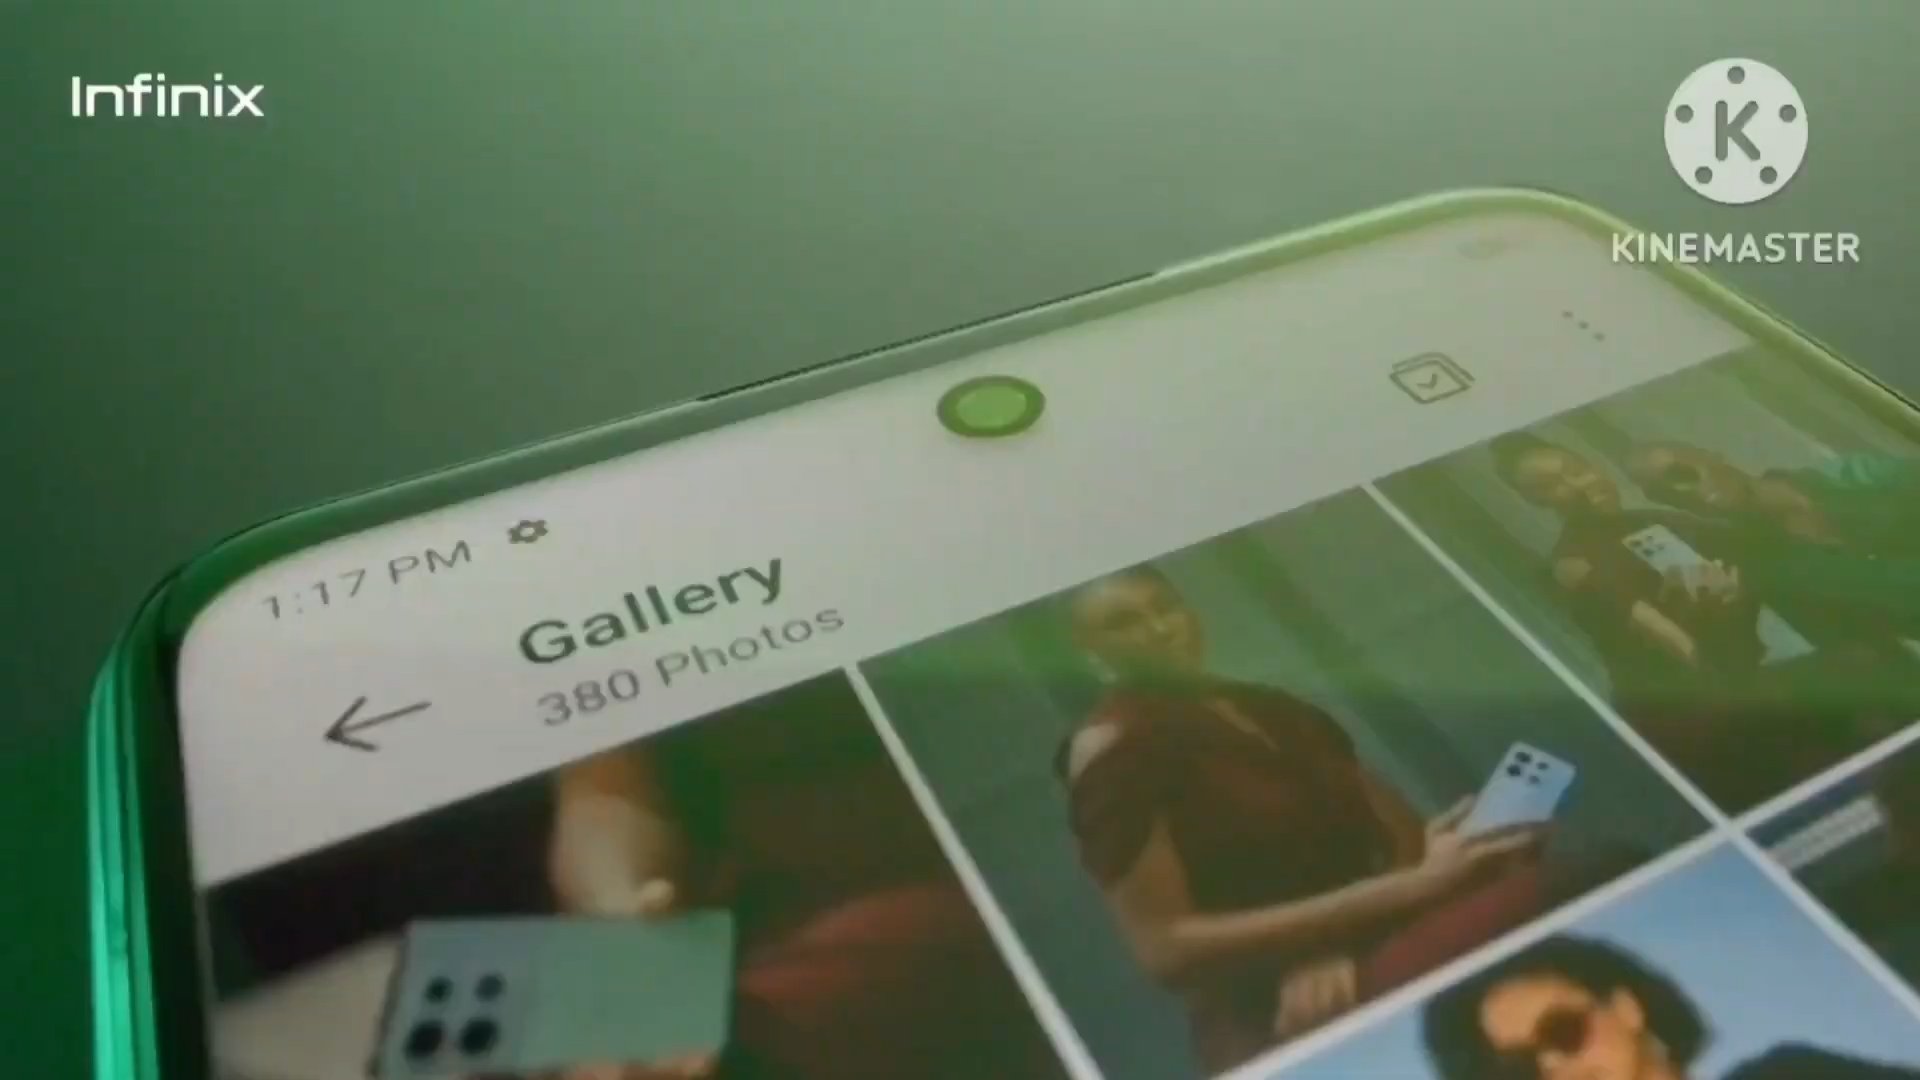 Infinix
K
KINEMASTER
1:17 PM
Gallery
380 Photos